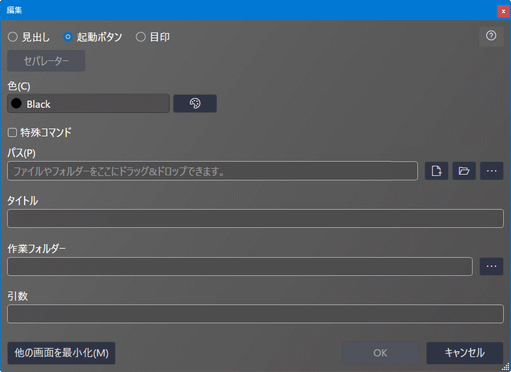 編集
見出し 起動ボタン 目印
セパレーター
色(C)
Black
特殊コマンド
パス(P)
ファイルやフォルダーをここにドラッグ&ドロップできます。
タイトル
作業フォルダー
引数
他の画面を最小化(M) OK キャンセル